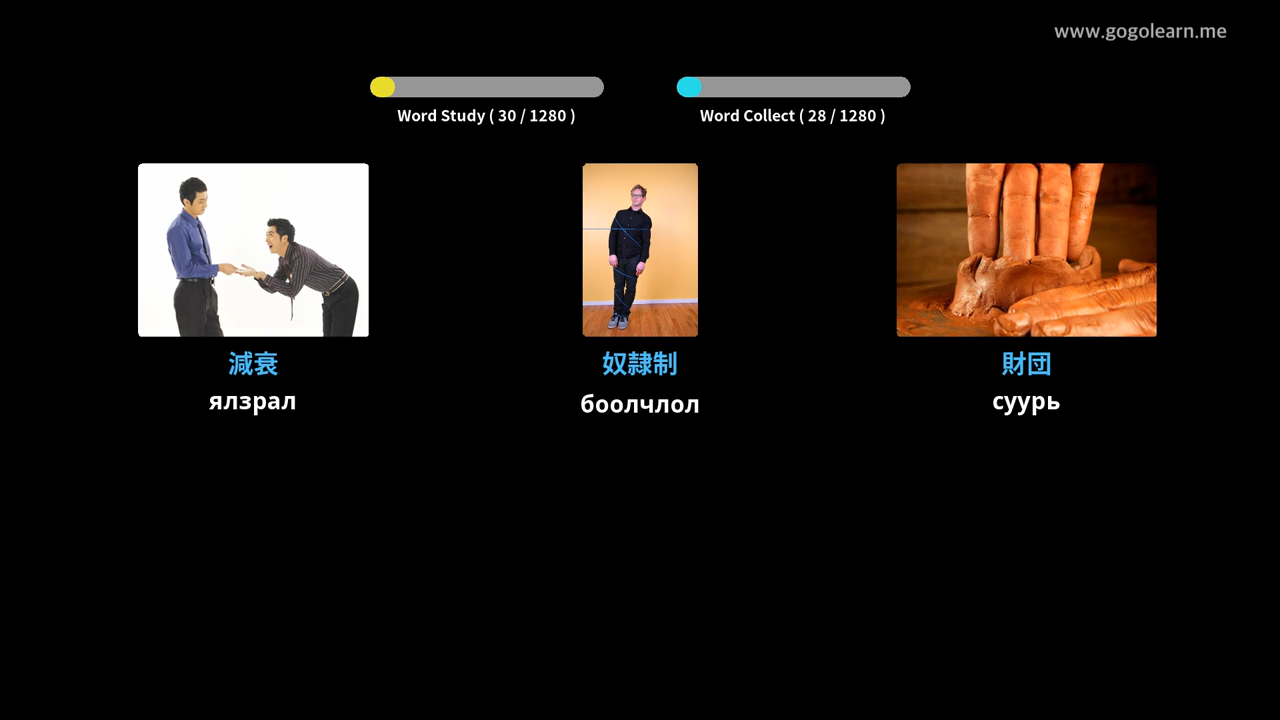 www.gogolearn.me
Word Study ( 30 / 1280 )
Word Collect ( 28 / 1280 )
減衰
奴隷制
財団
ялзрал
боолчлол
суурь